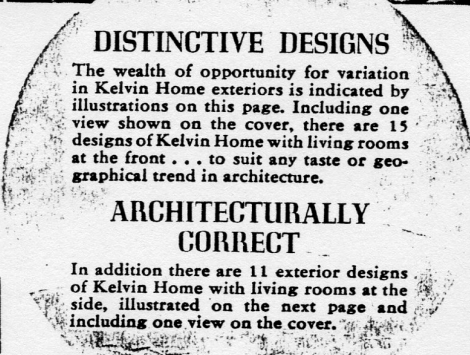 DISTINCTIVE DESIGNS
The wealth of opportunity for variation
in Kelvin Home exteriors is indicated by
illustrations on this page. Including one
view shown on the cover, there are 15
designs of Kelvin Home with living rooms
at the front . . . to suit any taste or geo-
graphical trend in architecture.
ARCHITECTURALLY
CORRECT
In addition there are 11 exterior designs
of Kelvin Home with living rooms at the
side, illustrated on the next page and
including one view on the cover.